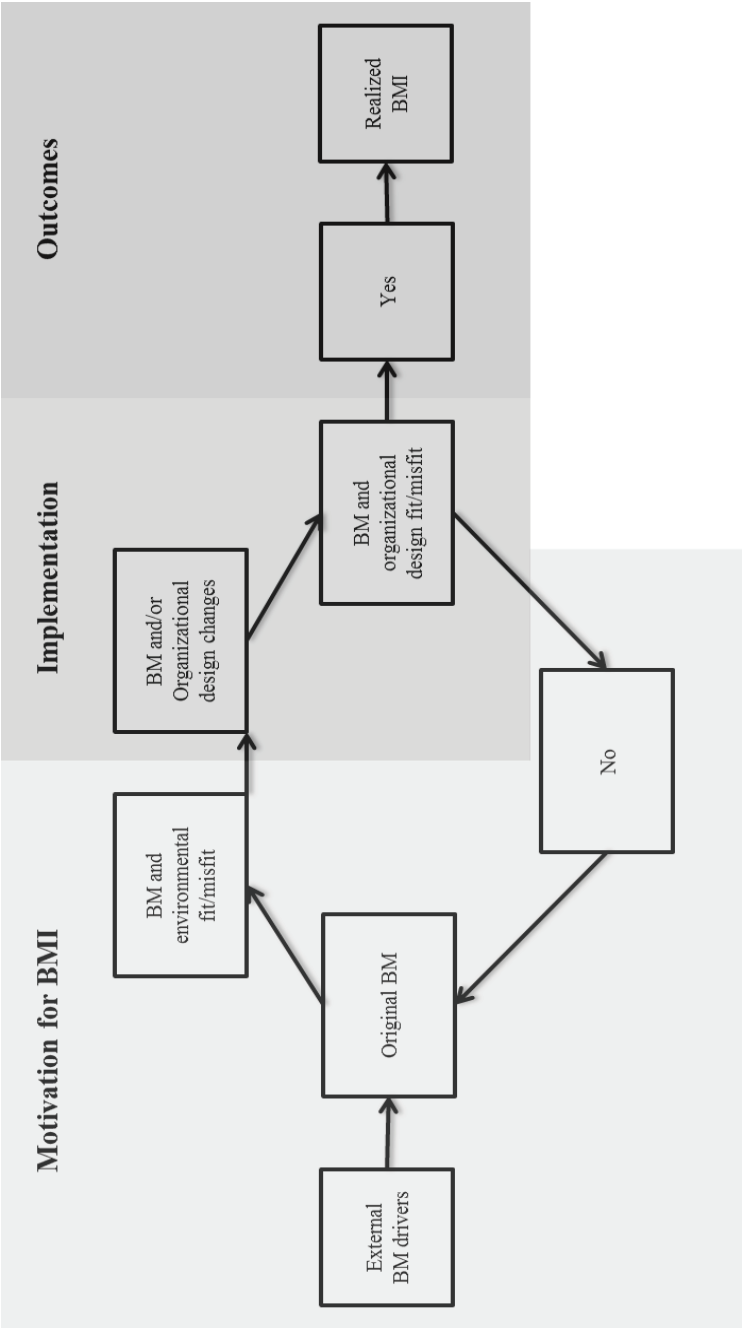 Motivation for BMI
Implementation
Outcomes
External
BM drivers
Original BM
BM and
environmental
fit/misfit
BM and/or
Organizational
design changes
BM and
organizational
design fit/misfit
Yes
Realized
BMI
No